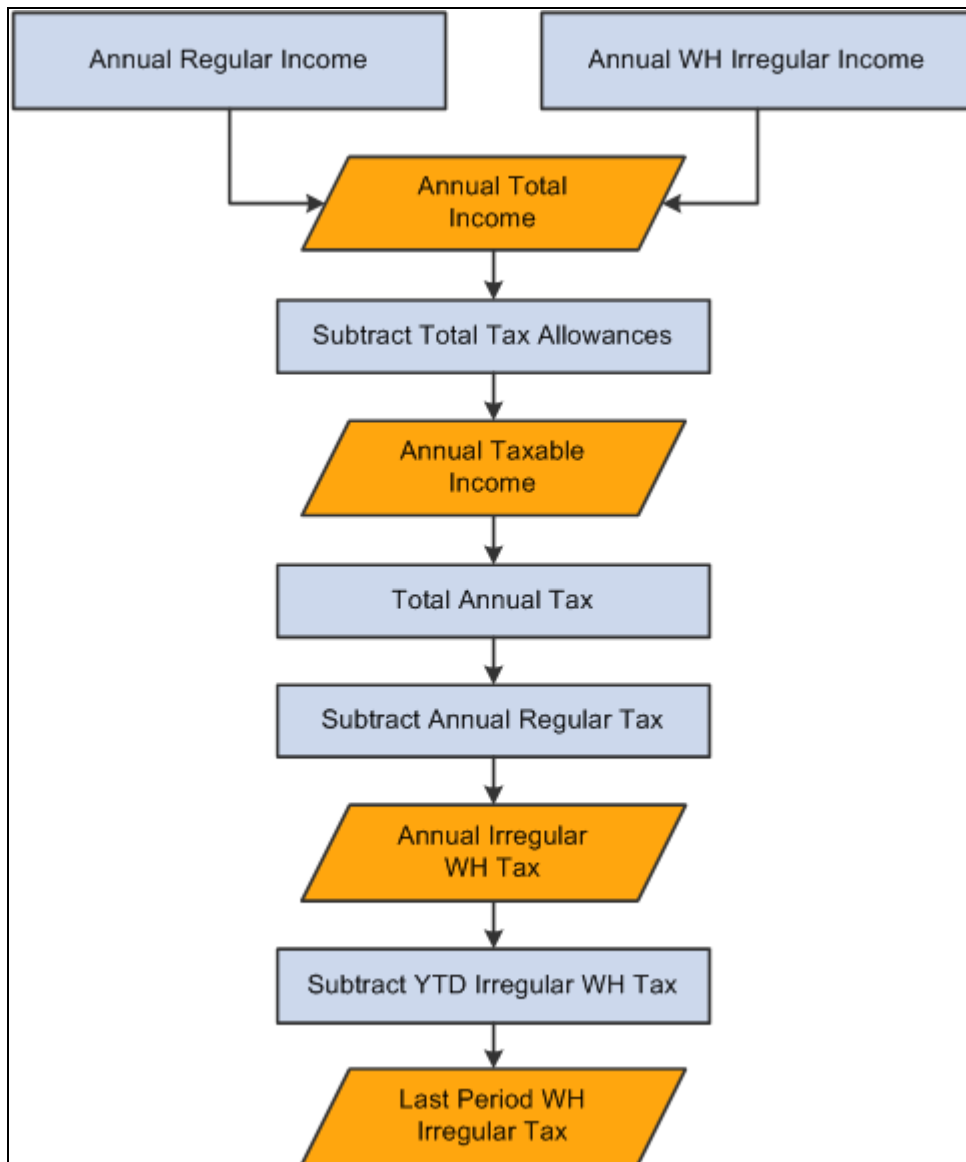 Annual Regular Income
Annual WH Irregular Income
Annual Total
Income
Subtract Total Tax Allowances
Annual Taxable
Income
Total Annual Tax
Subtract Annual Regular Tax
Annual Irregular
WH Tax
Subtract YTD Irregular WH Tax
Last Period WH
Irregular Tax